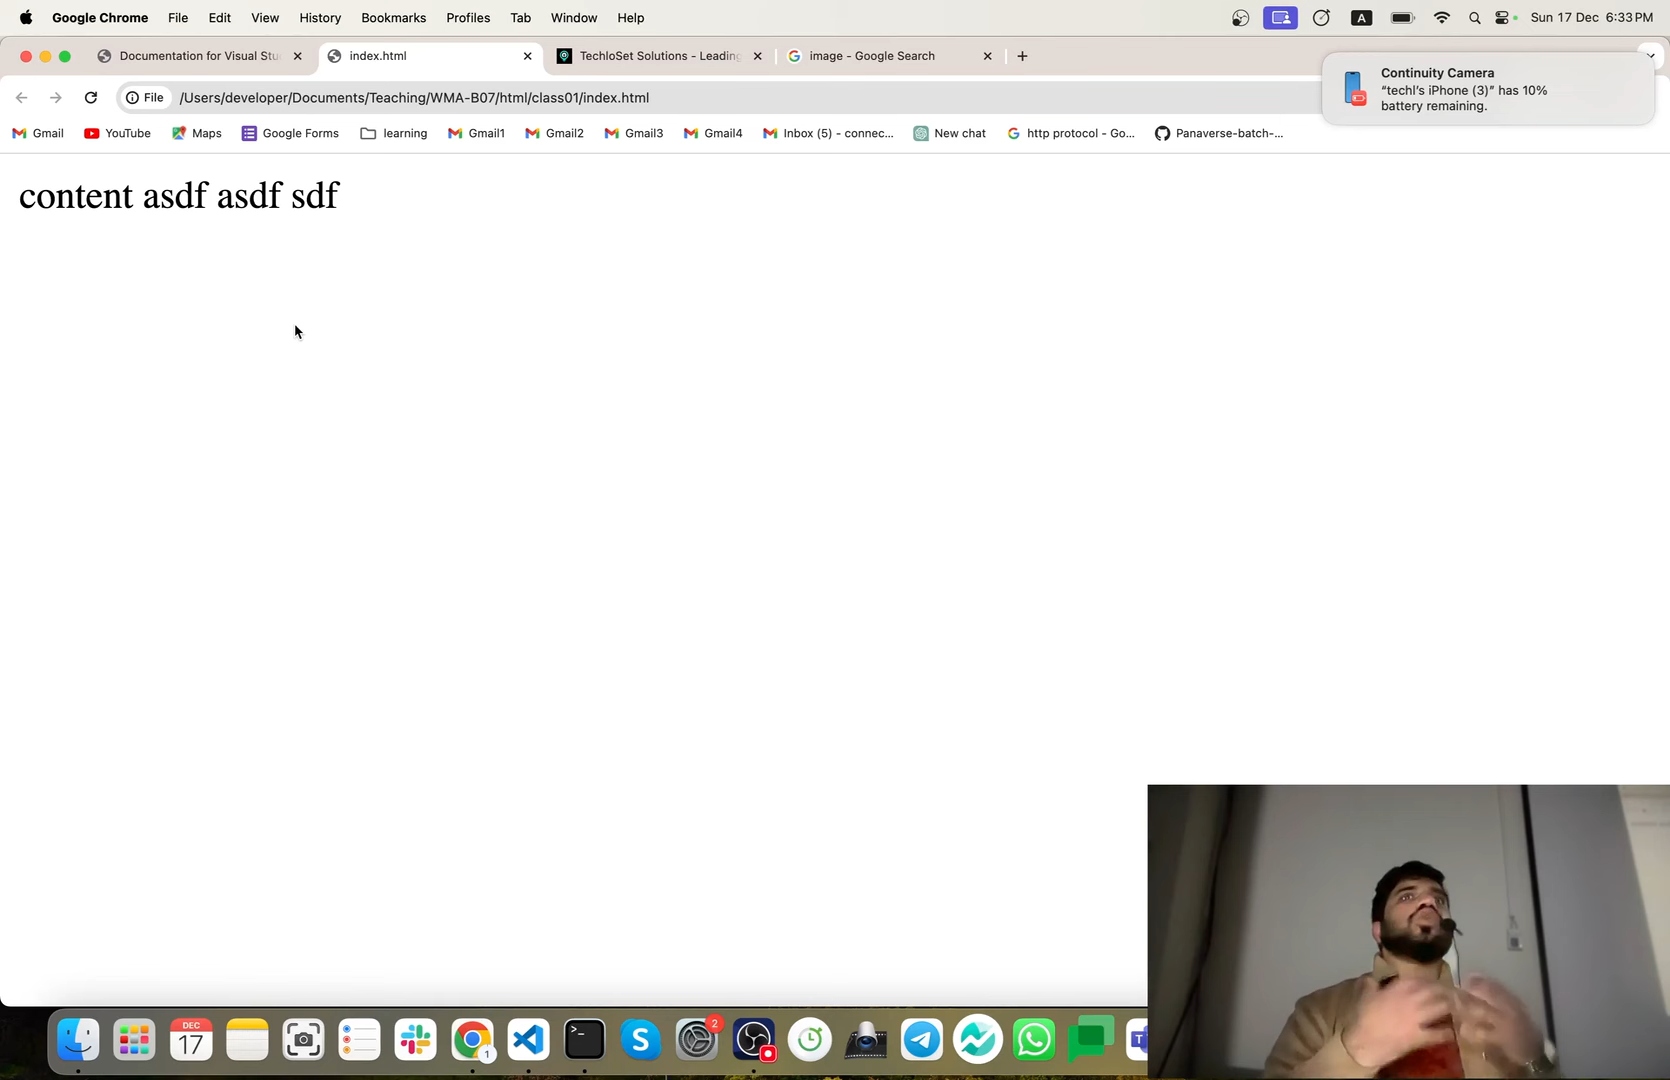 Google Chrome File Edit View History Bookmarks Profiles Tab Window Help A Sun 17 Dec 6:33 PM
Documentation for Visual Stu index.html TechloSet Solutions - Leading image - Google Search
File /Users/developer/Documents/Teaching/WMA-B07/html/class01/index.html
Continuity Camera
“techl’s iPhone (3)” has 10%
battery remaining.
Gmail YouTube Maps Google Forms learning Gmail1 Gmail2 Gmail3 Gmail4 Inbox (5) - connec... New chat http protocol - Go... Panaverse-batch-...
content asdf asdf sdf
DEC
17
1
>_
S
2
T